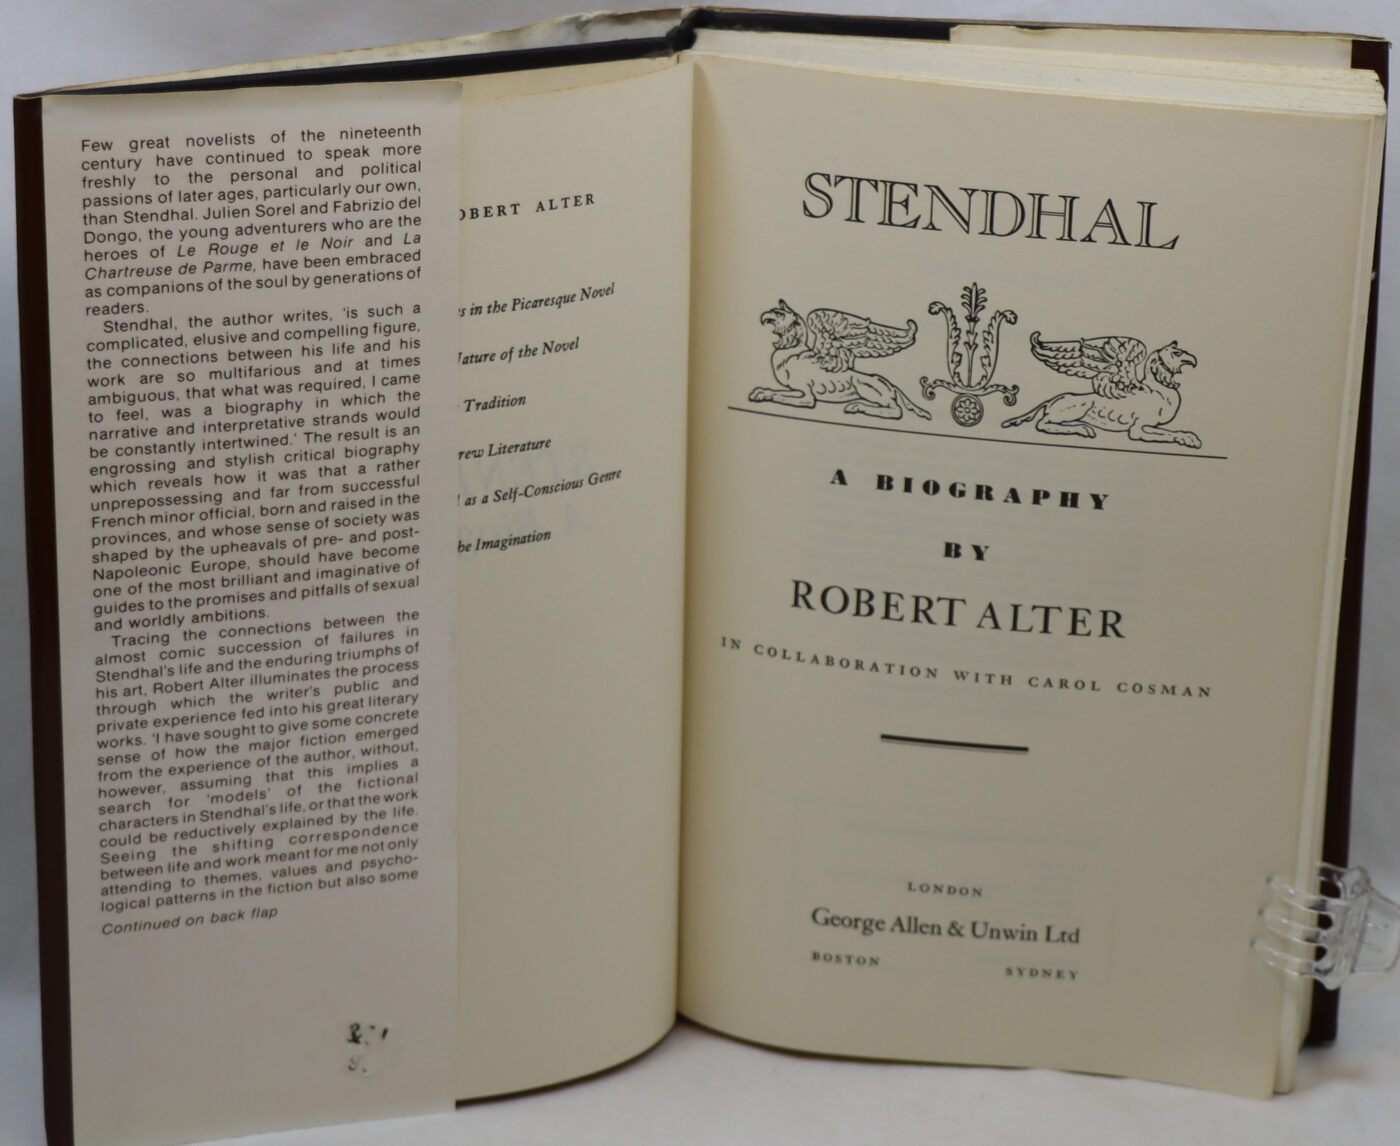 Few great novelists of the nineteenth
century have continued to speak more
freshly to the personal and political
passions of later ages, particularly our own,
than Stendhal. Julien Sorel and Fabrizio del
Dongo, the young adventurers who are the
heroes of Le Rouge et le Noir and La
Chartreuse de Parme, have been embraced
as companions of the soul by generations of
readers.
Stendhal, the author writes, 'is such a
complicated, elusive and compelling figure,
the connections between his life and his
work are so multifarious and at times
ambiguous, that what was required, I came
to feel, was a biography in which the
narrative and interpretive strands would
be constantly intertwined.' The result is an
engrossing and stylish critical biography
which reveals how it was that a rather
unprepossessing and far from successful
French minor official, born and raised in the
provinces, and whose sense of society was
shaped by the upheavals of pre- and post-
Napoleonic Europe, should have become
one of the most brilliant and imaginative of
guides to the promises and pitfalls of sexual
and worldly ambitions.
Tracing the connections between the
almost comic succession of failures in
Stendhal's life and the enduring triumphs of
his art, Robert Alter illuminates the process
through which the writer's public and
private experience fed into his great literary
works. 'I have sought to give some concrete
sense of how the major fiction emerged
from the experience of the author, without,
however, assuming that this implies a
search for 'models' of the fictional
characters in Stendhal's life, or that the work
could be reductively explained by the life.
Seeing the shifting correspondence
between life and work meant for me not only
attending to themes, values and psycho-
logical patterns in the fiction but also some
Continued on back flap
OBERT ALTER
s in the Picaresque Novel
Nature of the Novel
Tradition
rew Literature
as a Self-Conscious Genre
he Imagination
STENDHAL
A BIOGRAPHY
BY
ROBERT ALTER
IN COLLABORATION WITH CAROL COSMAN
LONDON
George Allen & Unwin Ltd
BOSTON SYDNEY